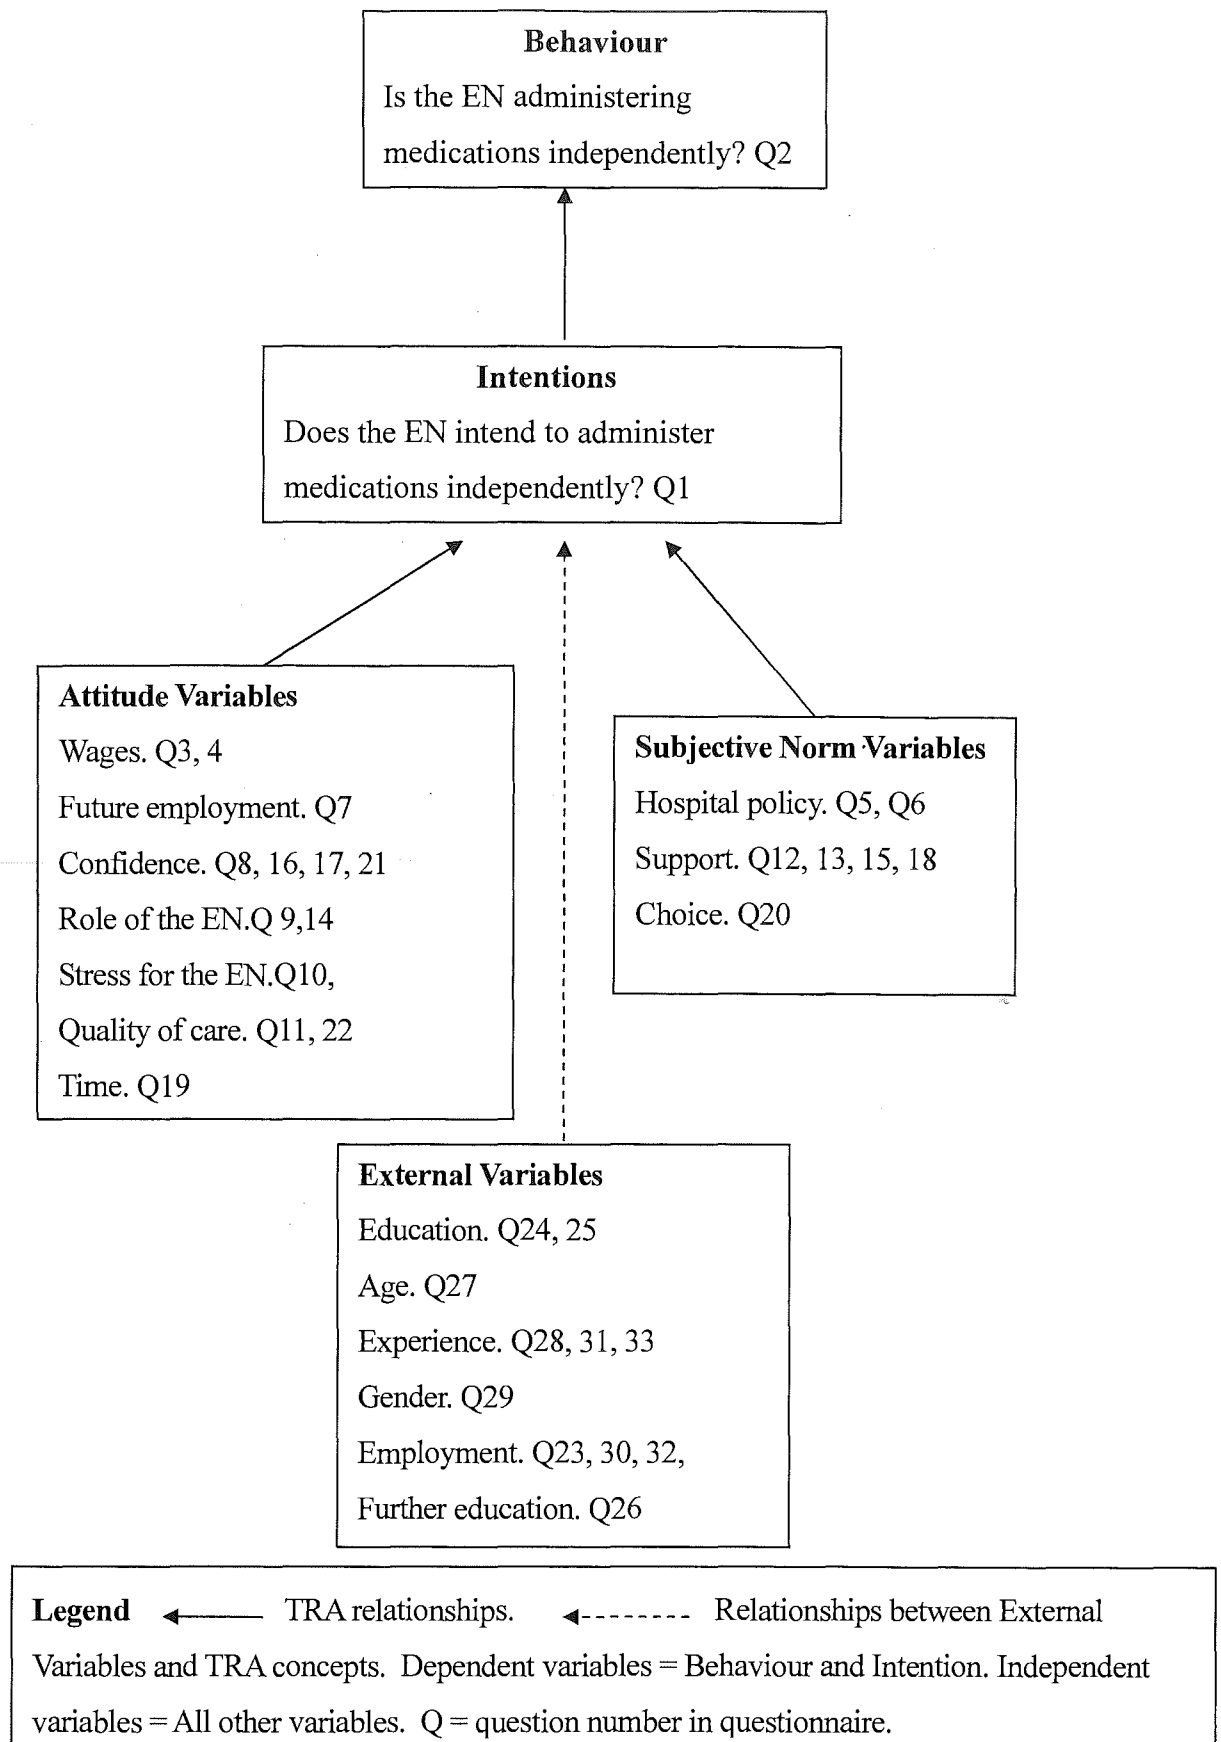 Behaviour
Is the EN administering
medications independently? Q2
Intentions
Does the EN intend to administer
medications independently? Q1
Attitude Variables
Wages. Q3, 4
Future employment. Q7
Confidence. Q8, 16, 17, 21
Role of the EN.Q 9,14
Stress for the EN.Q10,
Quality of care. Q11, 22
Time. Q19
Subjective Norm Variables
Hospital policy. Q5, Q6
Support. Q12, 13, 15, 18
Choice. Q20
External Variables
Education. Q24, 25
Age. Q27
Experience. Q28, 31, 33
Gender. Q29
Employment. Q23, 30, 32,
Further education. Q26
Legend TRA relationships. Relationships between External
Variables and TRA concepts. Dependent variables = Behaviour and Intention. Independent
variables = All other variables. Q = question number in questionnaire.